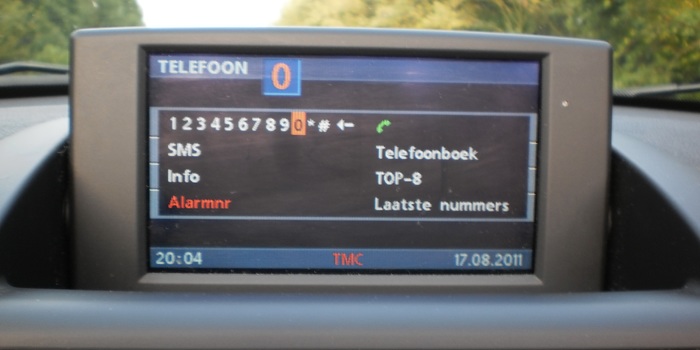 TELEFOON 0
1234567890*#←
SMS Telefoonboek
Info TOP-8
Alarmnr Laatste nummers
20:04 TMC 17.08.2011